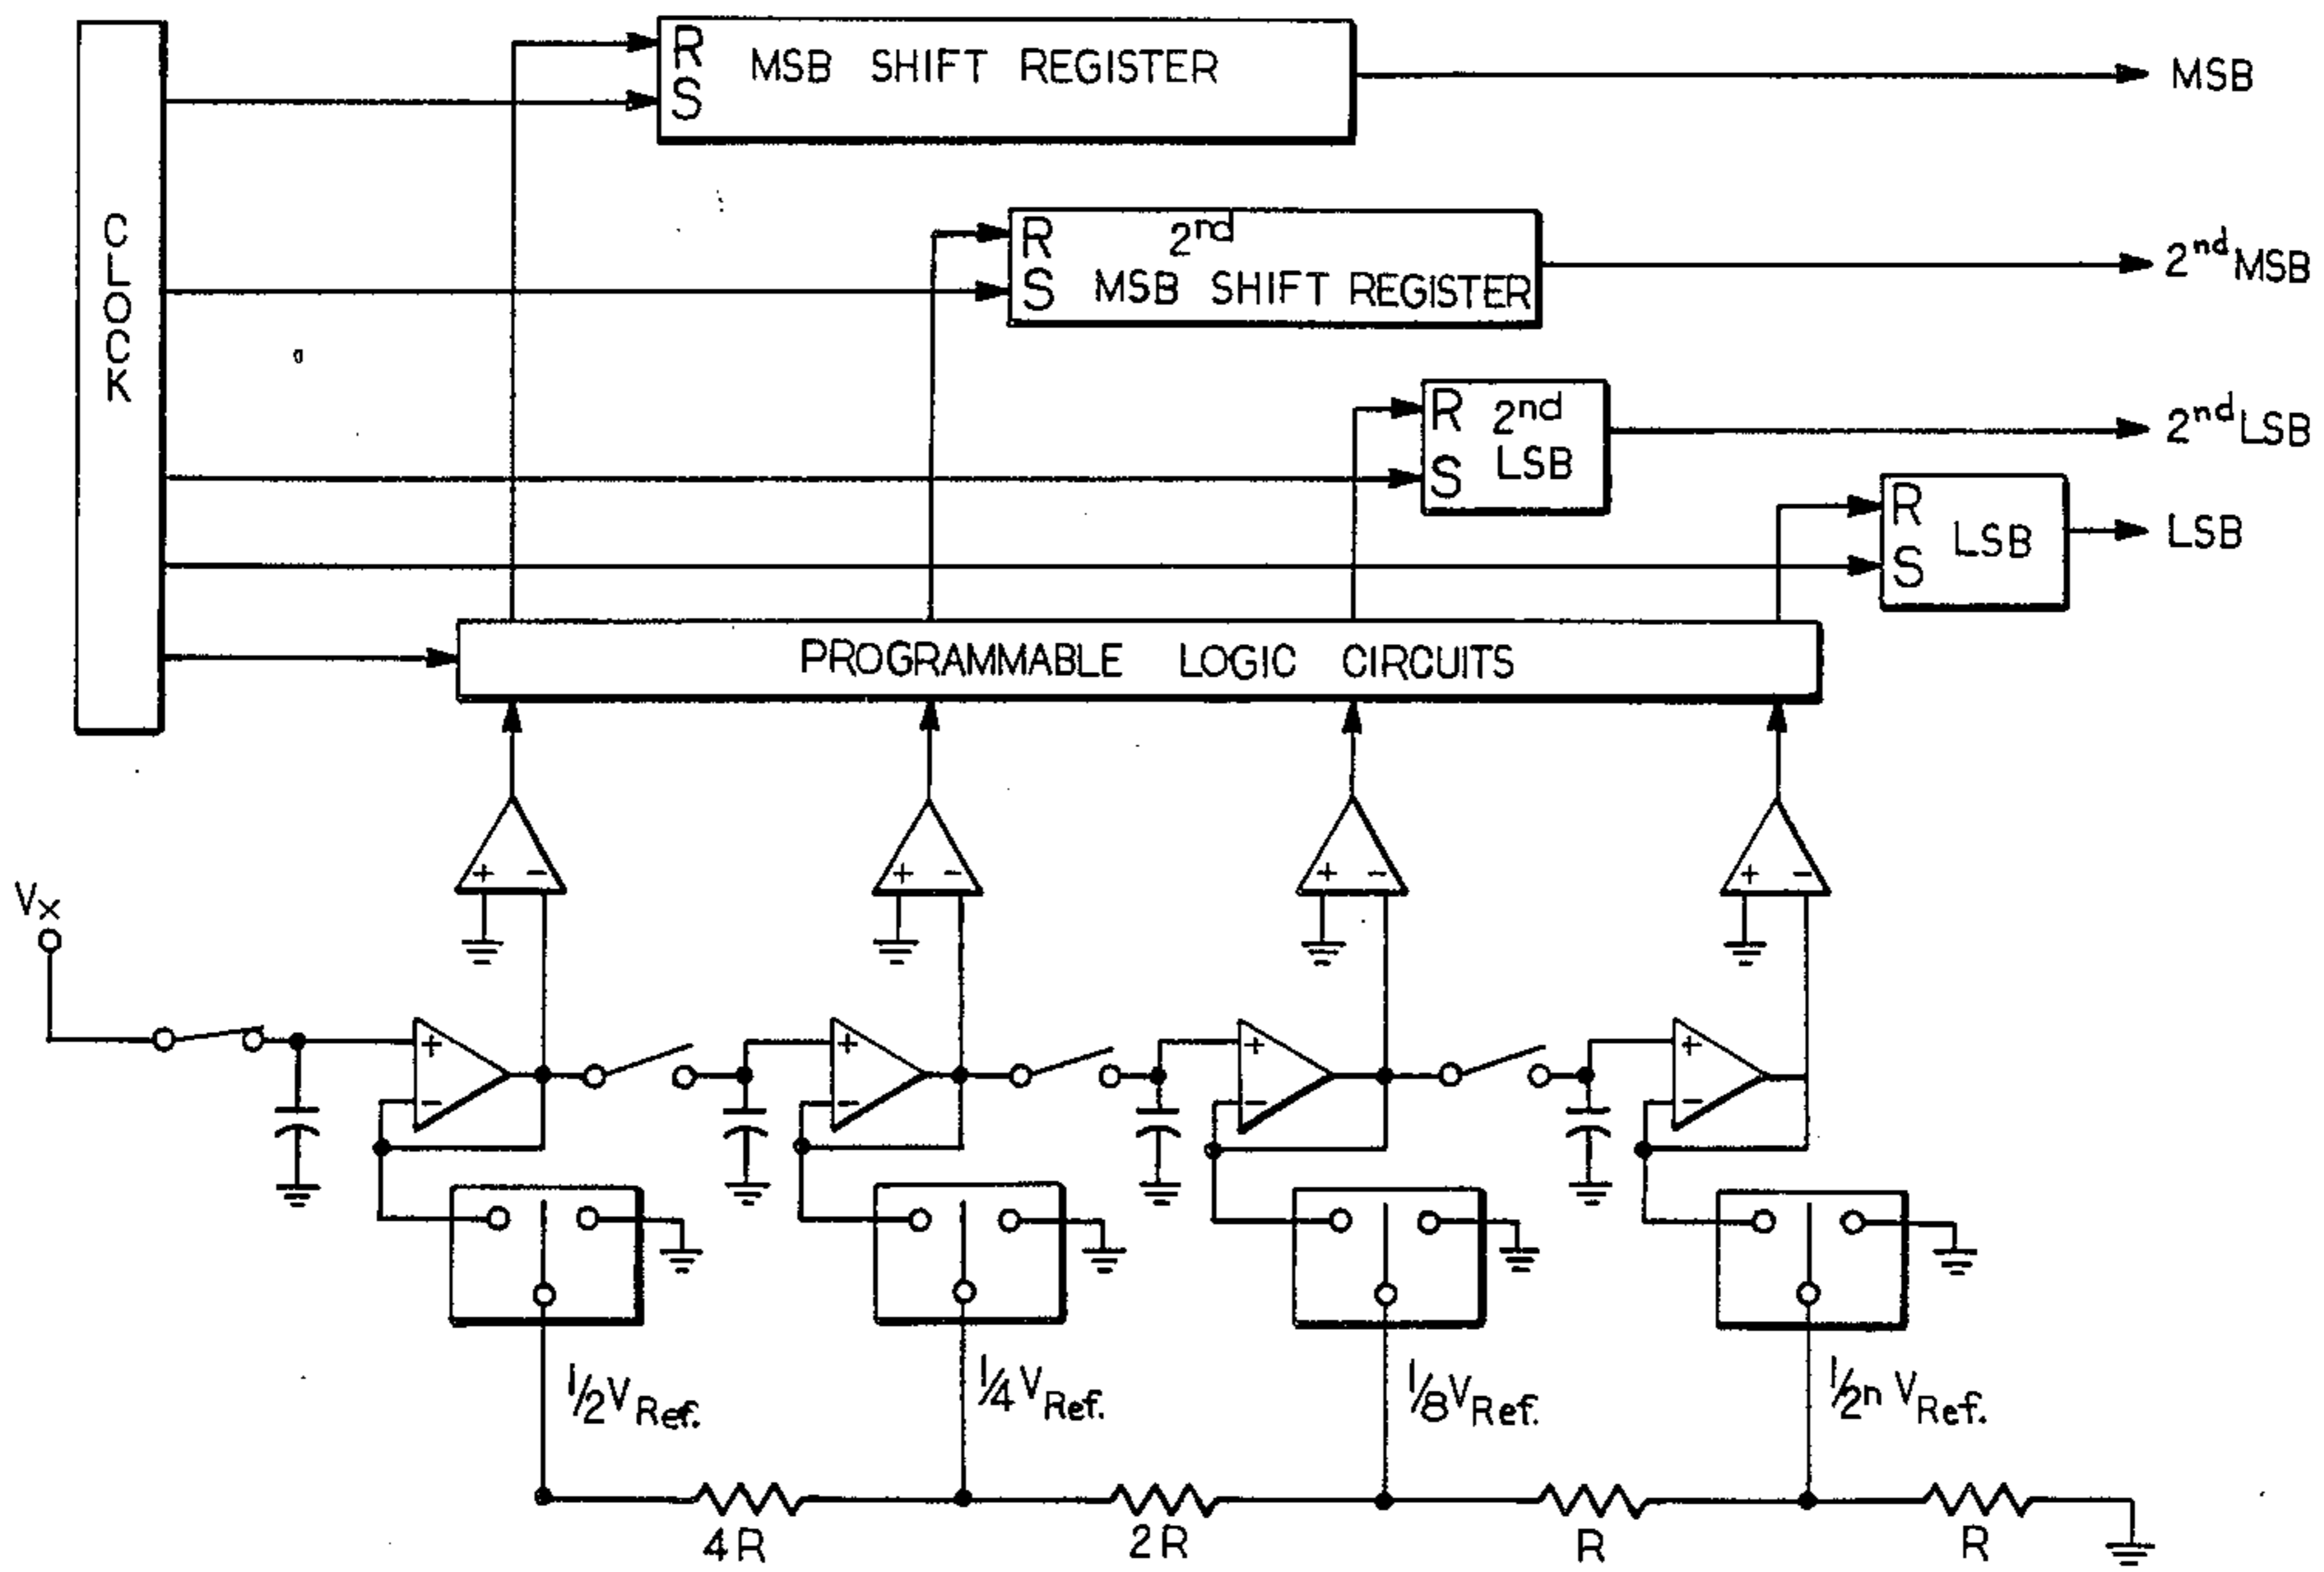 CLOCK
R
S
MSB SHIFT REGISTER
MSB
R
S
2nd
MSB SHIFT REGISTER
2nd MSB
R
S
2nd
LSB
2nd LSB
R
S
LSB
LSB
PROGRAMMABLE LOGIC CIRCUITS
+ −
+ −
+ −
+ −
Vx
+
−
+
−
+
−
+
−
1/2 VRef.
1/4 VRef.
1/8 VRef.
1/2n VRef.
4R
2R
R
R